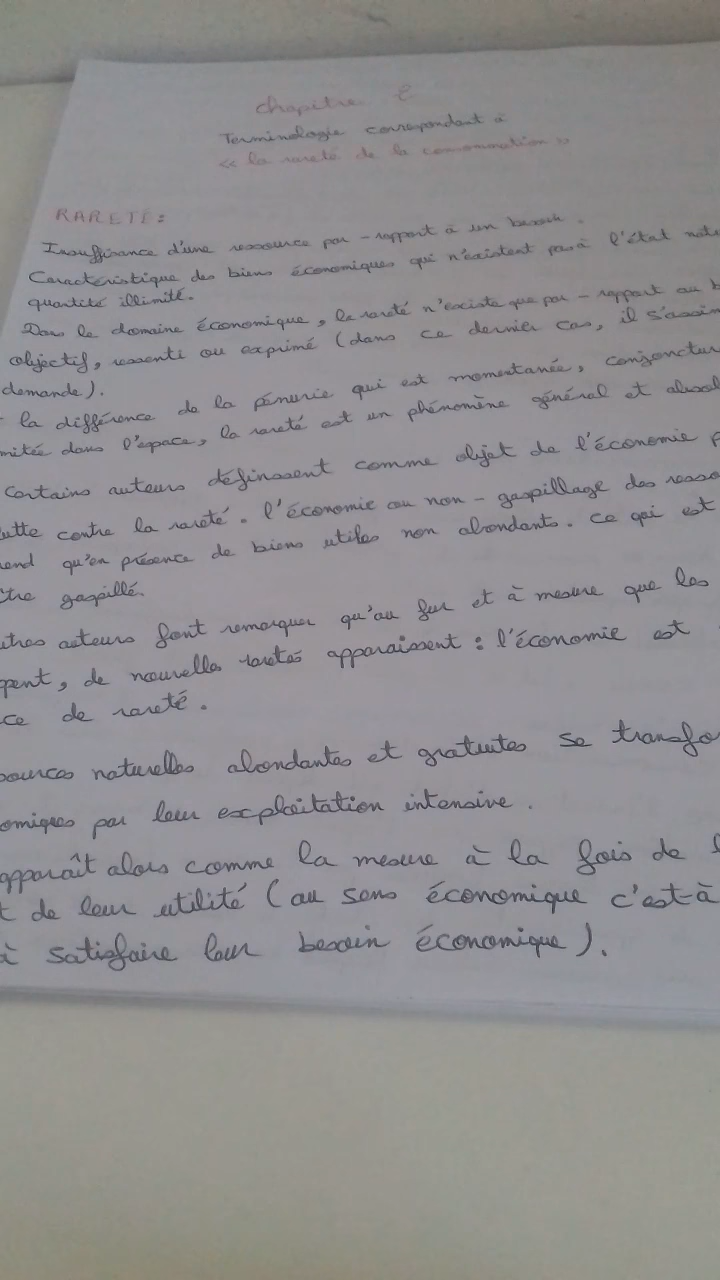 Chapitre
Terminologie correspondant à
« la rareté de la consommation »
RARETÉ:
Insuffisance d'une ressource par-rapport à un besoin.
Caractéristique des biens économiques qui n'existent pas à l'état
quantité illimité.
Dans le domaine économique, la rareté n'existe que par-rapport au
objectif, ressenti ou exprimé (dans ce dernier cas, il s'assim
demande).
la différence de la pénurie qui est momentanée, conjonctur
mitée dans l'espace, la rareté est un phénomène général et absol
Certains auteurs définssent comme objet de l'économie
utte contre la rareté. l'économie ou non-gaspillage des resso
end qu'en présence de biens utiles non abondants. ce qui est
tre gaspillé.
utres auteurs font remarquer qu'au fur et à mesure que les
pent, de nouvelles raretés apparaissent : l'économie est
ce de rareté.
sources naturelles abondantes et gratuites se transfo
omiques par leur exploitation intensive.
apparaît alors comme la mesure à la fois de
t de leur utilité (au sens économique c'est-à
à satisfaire leur besoin économique).